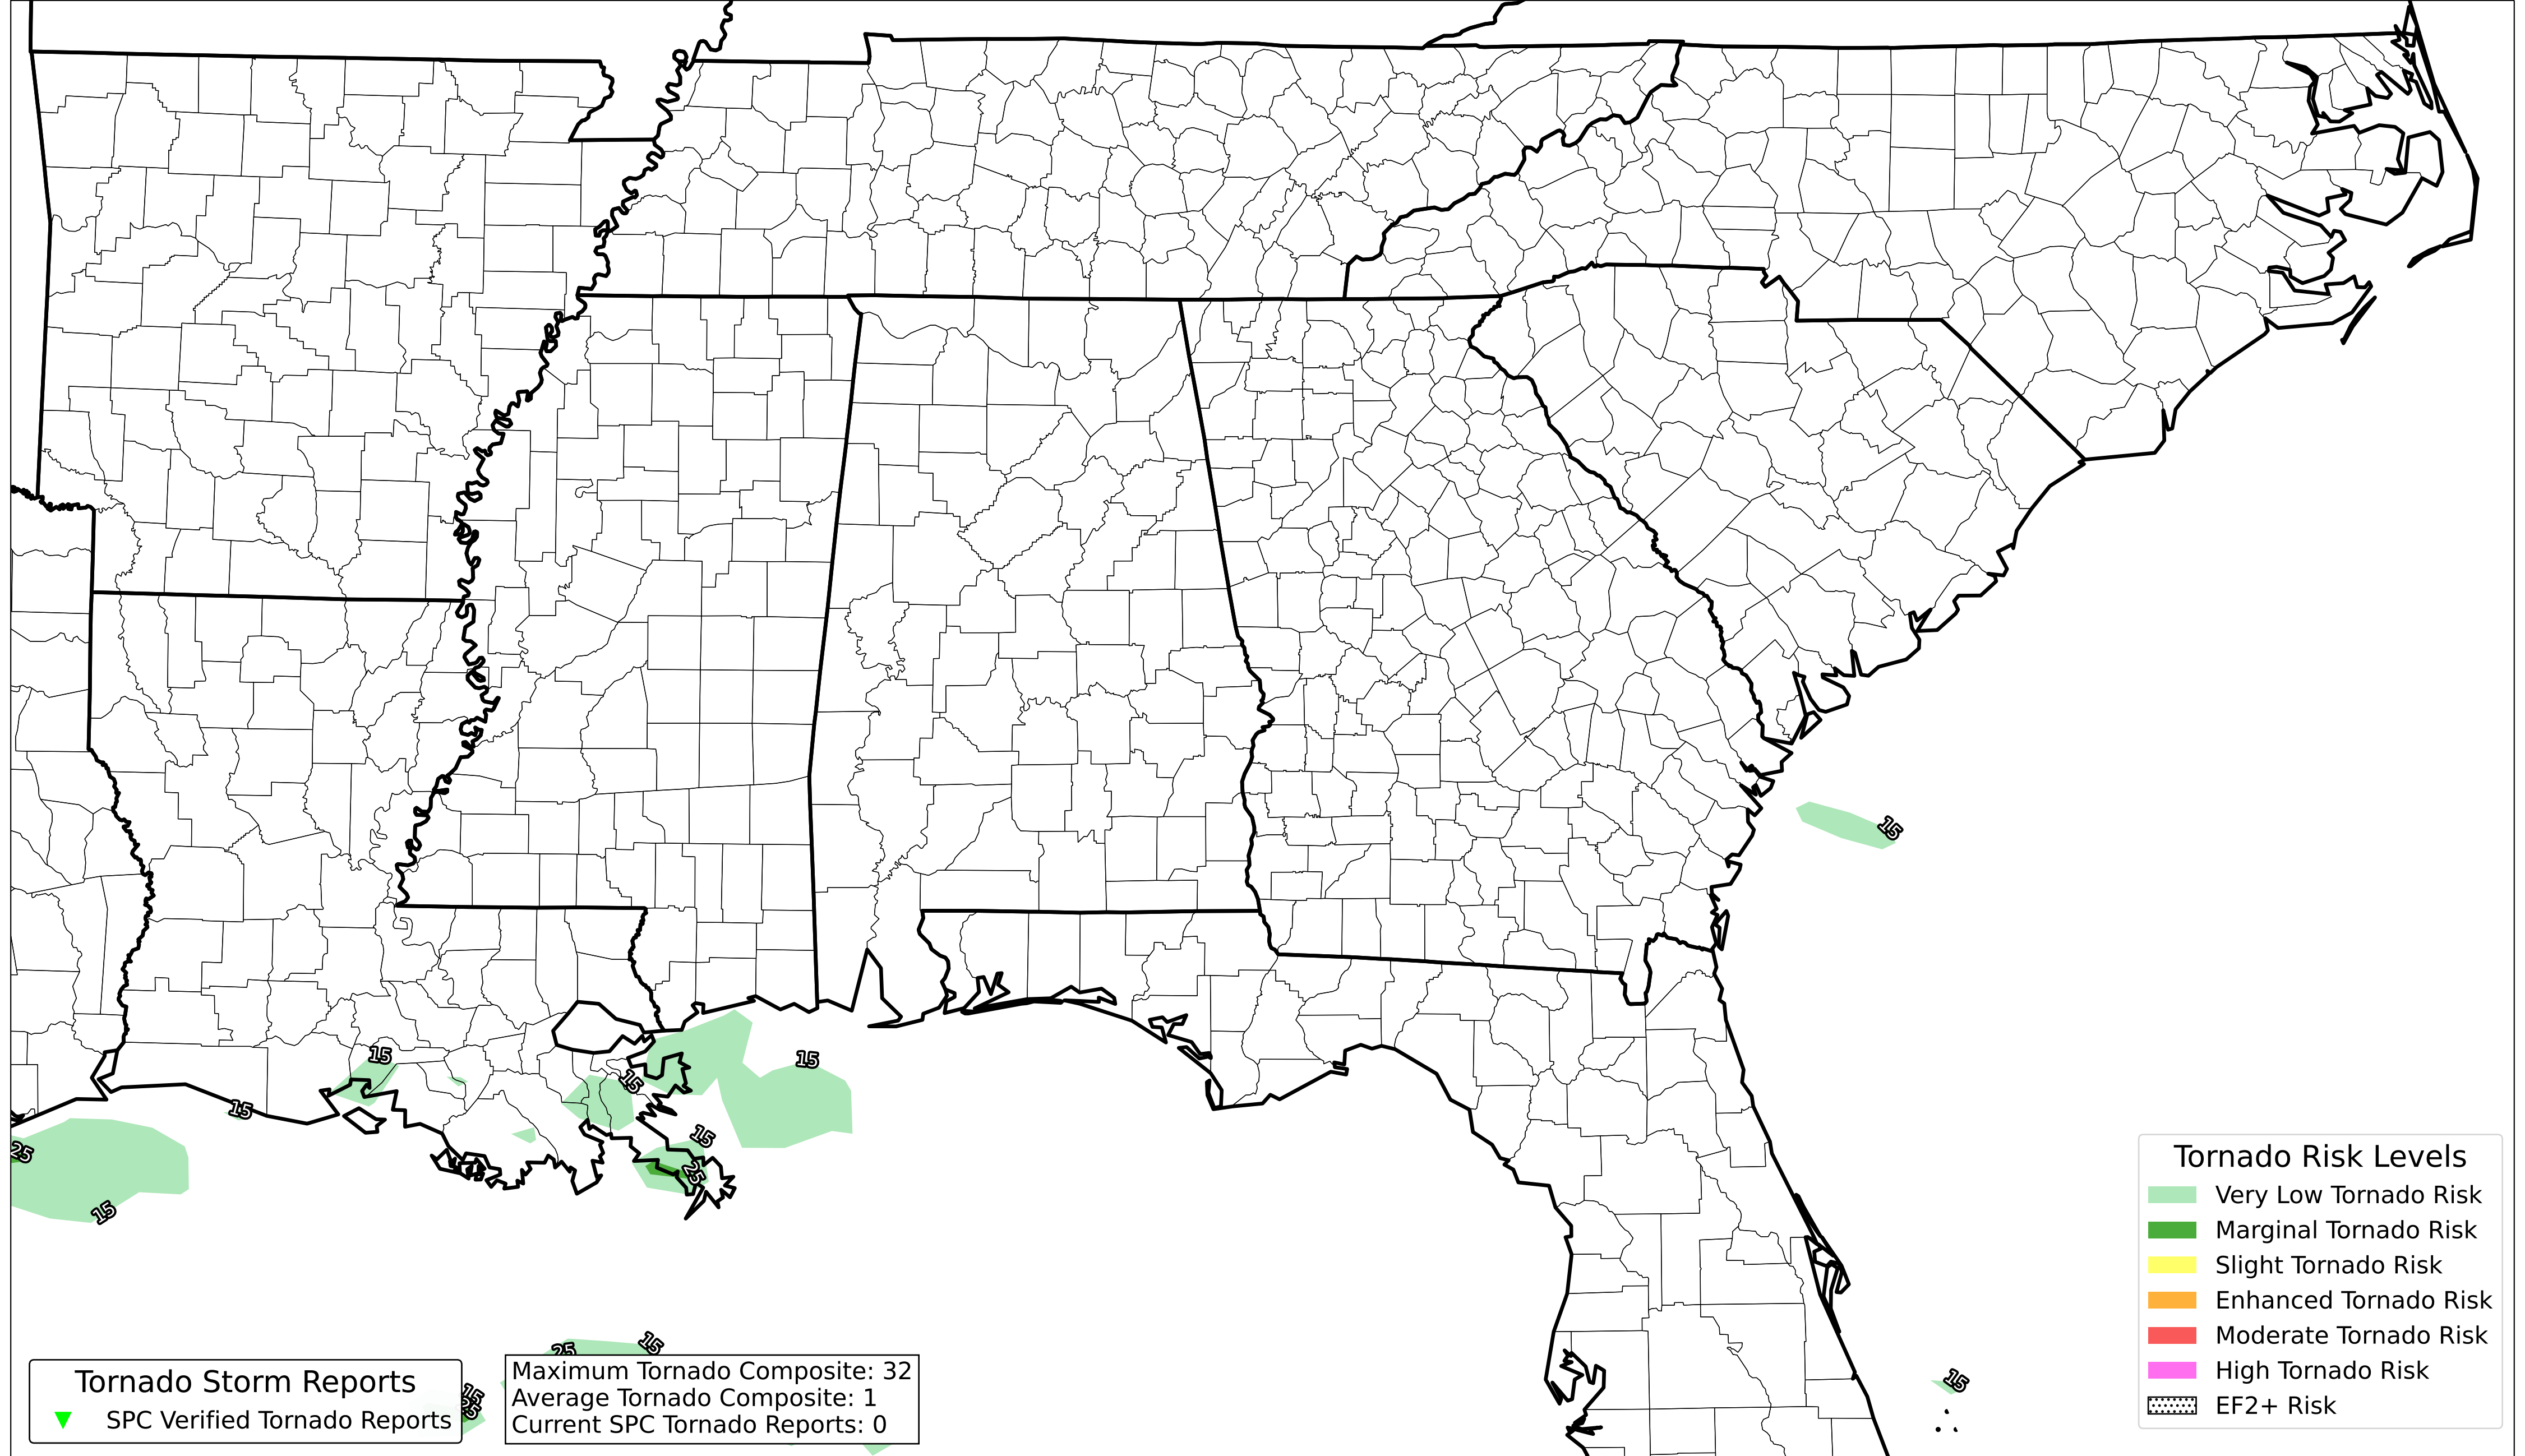 15
15
15
15
15
15
25
25
15
15
25
15
25
15
Tornado Risk Levels
Very Low Tornado Risk
Marginal Tornado Risk
Slight Tornado Risk
Enhanced Tornado Risk
Moderate Tornado Risk
High Tornado Risk
EF2+ Risk
Tornado Storm Reports
SPC Verified Tornado Reports
Maximum Tornado Composite: 32
Average Tornado Composite: 1
Current SPC Tornado Reports: 0